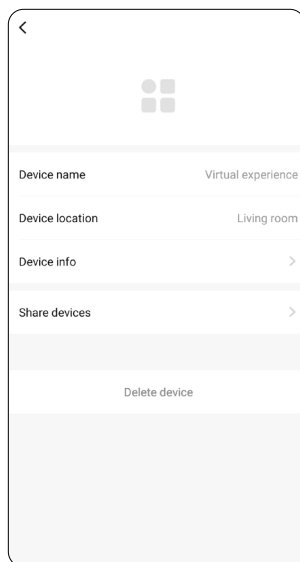 Device name Virtual experience
Device location Living room
Device info
Share devices
Delete device